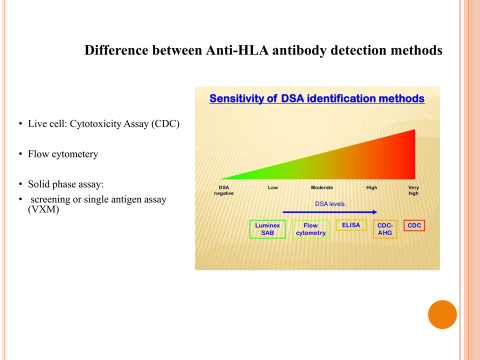 Difference between Anti-HLA antibody detection methods
• Live cell: Cytotoxicity Assay (CDC)
• Flow cytometery
• Solid phase assay:
• screening or single antigen assay
(VXM)
Sensitivity of DSA identification methods
DSA
negative
Low
Moderate
High
Very
high
DSA levels
Luminex
SAB
Flow
cytometry
ELISA
CDC-
AHG
CDC